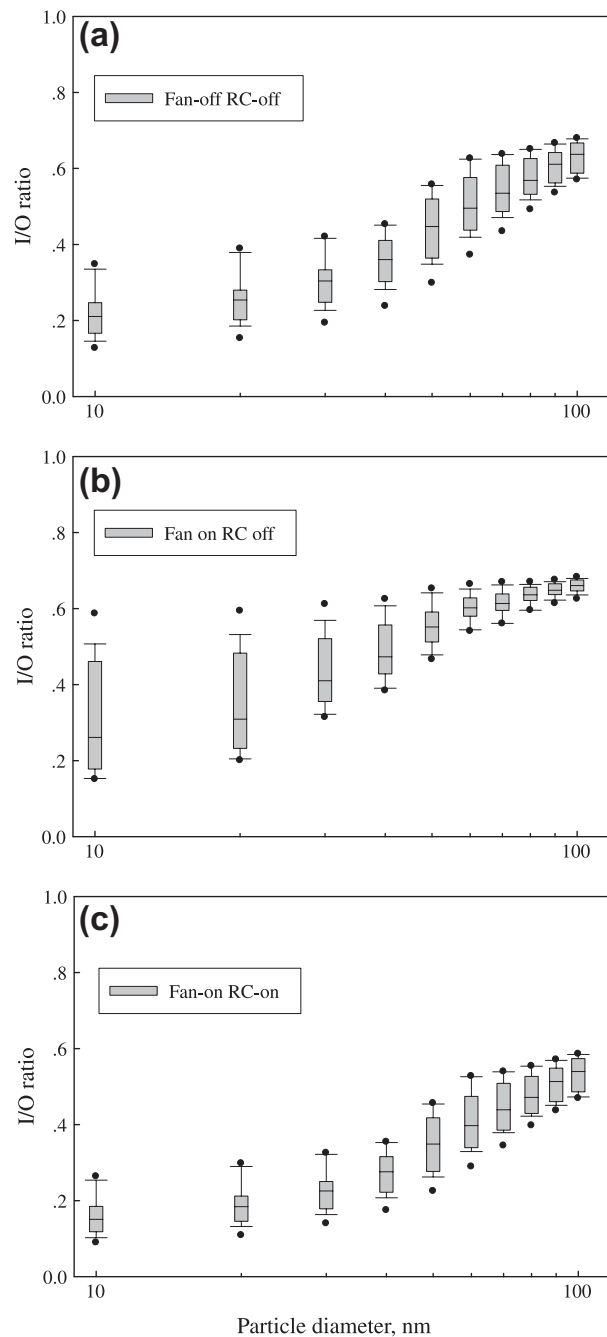 (a)
1.0
.8
.6
.4
.2
0.0
I/O ratio
Fan-off RC-off
10
100
(b)
1.0
.8
.6
.4
.2
0.0
I/O ratio
Fan on RC off
10
100
(c)
1.0
.8
.6
.4
.2
0.0
I/O ratio
Fan-on RC-on
10
100
Particle diameter, nm